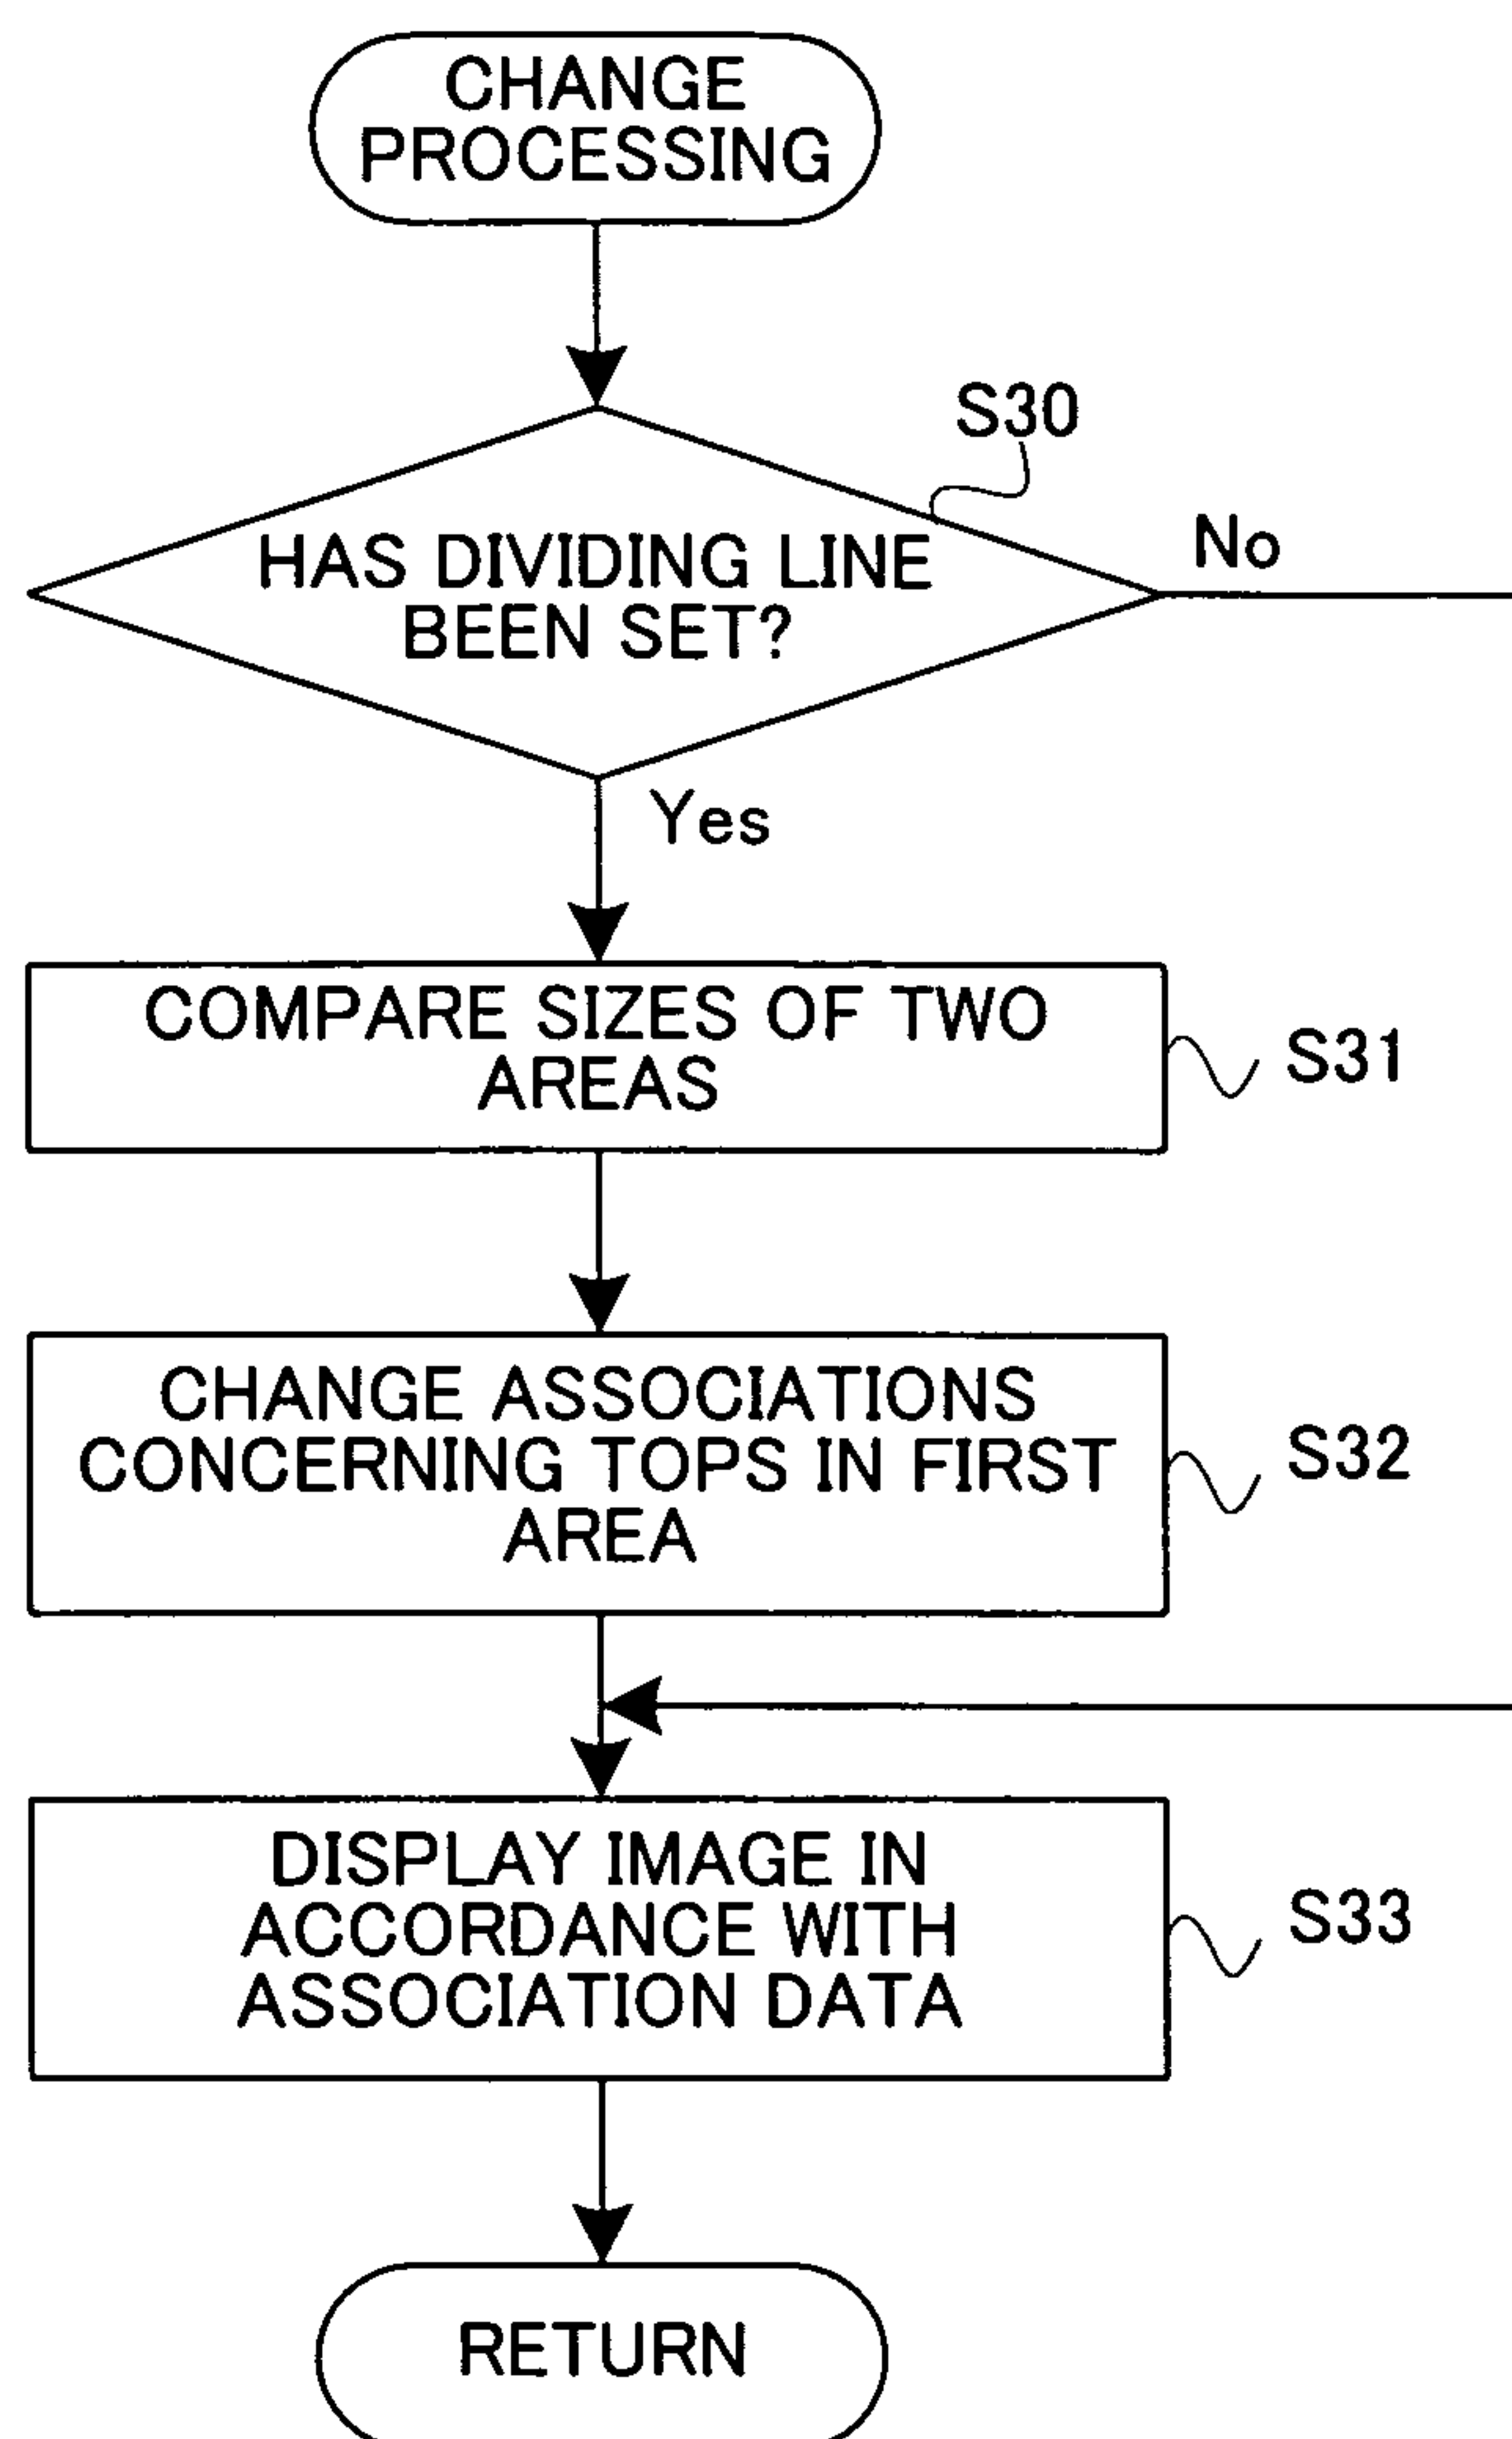 CHANGE
PROCESSING
S30
HAS DIVIDING LINE
BEEN SET?
No
Yes
COMPARE SIZES OF TWO
AREAS
S31
CHANGE ASSOCIATIONS
CONCERNING TOPS IN FIRST
AREA
S32
DISPLAY IMAGE IN
ACCORDANCE WITH
ASSOCIATION DATA
S33
RETURN